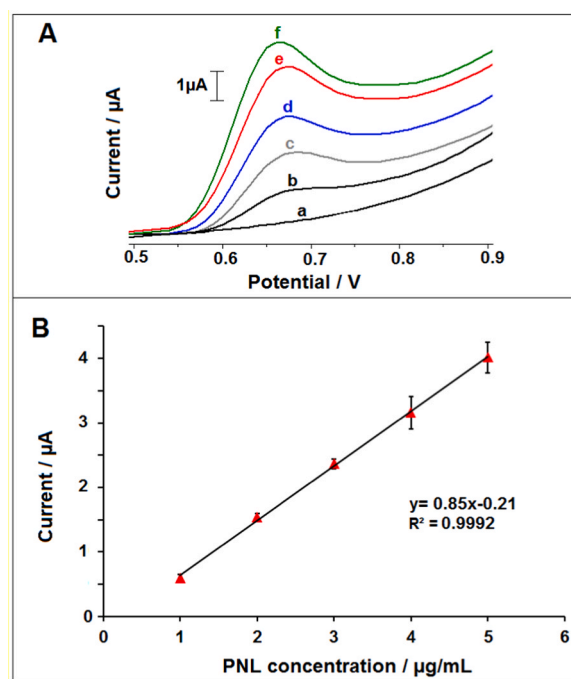 A
f
e
1µA
d
c
b
a
Current / µA
0.5 0.6 0.7 0.8 0.9
Potential / V
B
4
3
2
1
0
Current / µA
y= 0.85x-0.21
R² = 0.9992
0 1 2 3 4 5 6
PNL concentration / µg/mL